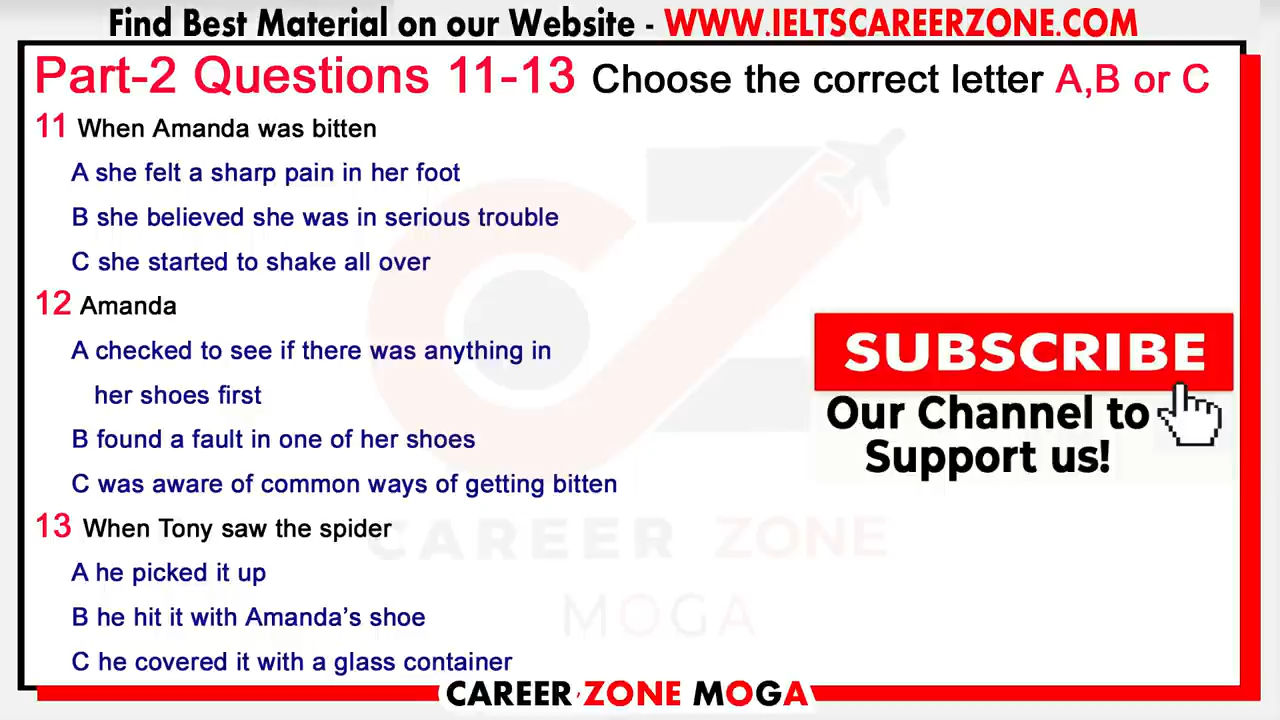 Find Best Material on our Website - WWW.IELTSCAREERZONE.COM
Part-2 Questions 11-13 Choose the correct letter A,B or C
11 When Amanda was bitten
A she felt a sharp pain in her foot
B she believed she was in serious trouble
C she started to shake all over
12 Amanda
A checked to see if there was anything in
her shoes first
B found a fault in one of her shoes
C was aware of common ways of getting bitten
13 When Tony saw the spider
A he picked it up
B he hit it with Amanda's shoe
C he covered it with a glass container
SUBSCRIBE
Our Channel to
Support us!
CAREER ZONE
MOGA
CAREER ZONE MOGA